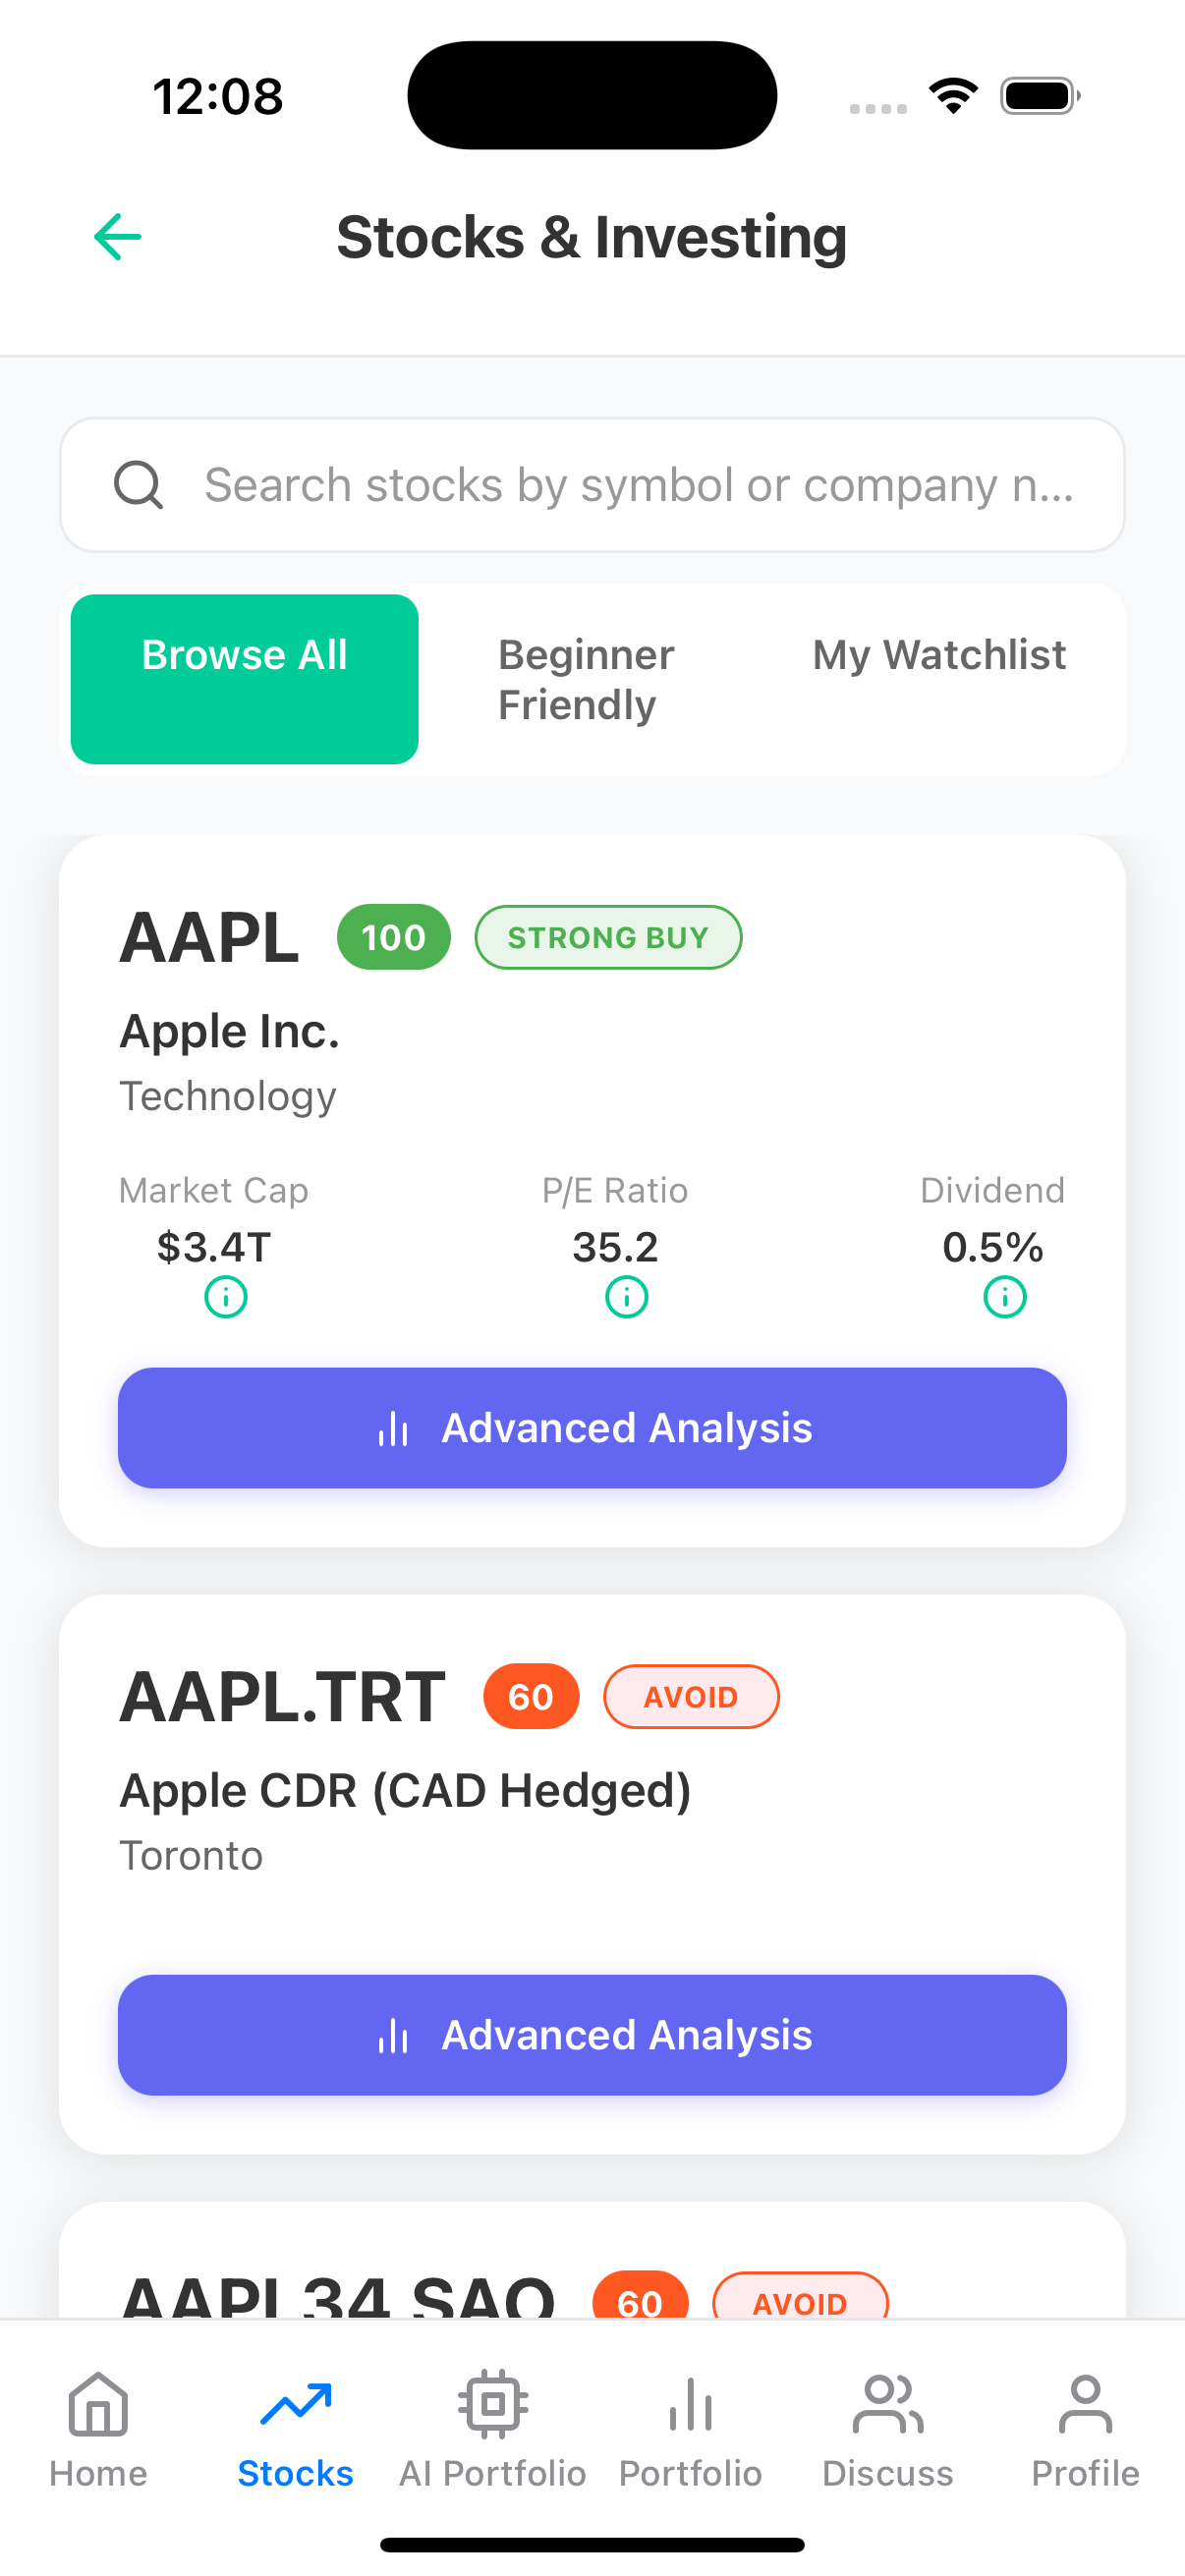 12:08
Stocks & Investing
Search stocks by symbol or company n...
Browse All
Beginner
Friendly
My Watchlist
AAPL 100 STRONG BUY
Apple Inc.
Technology
Market Cap P/E Ratio Dividend
$3.4T 35.2 0.5%
Advanced Analysis
AAPL.TRT 60 AVOID
Apple CDR (CAD Hedged)
Toronto
Advanced Analysis
AAPL34.SAO 60 AVOID
Home Stocks AI Portfolio Portfolio Discuss Profile